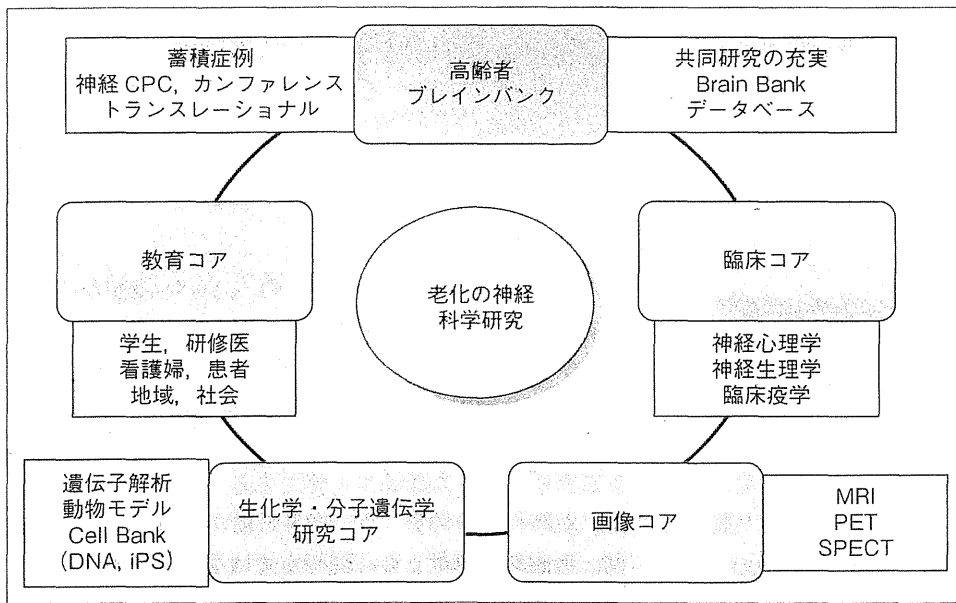 蓄積症例
神経 CPC, カンファレンス
トランスレーショナル
高齢者
ブレインバンク
共同研究の充実
Brain Bank
データベース
教育コア
学生, 研修医
看護婦, 患者
地域, 社会
老化の神経
科学研究
臨床コア
神経心理学
神経生理学
臨床疫学
遺伝子解析
動物モデル
Cell Bank
(DNA, iPS)
生化学・分子遺伝学
研究コア
画像コア
MRI
PET
SPECT